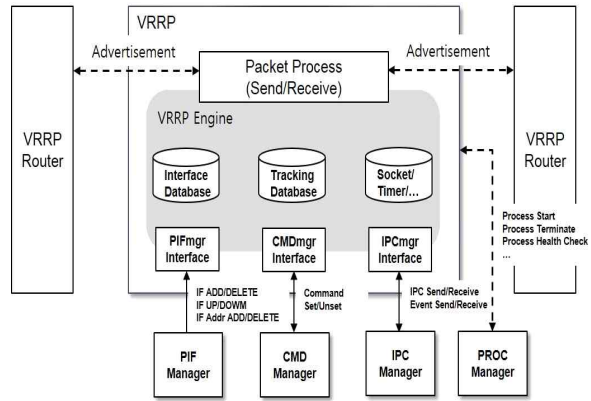 VRRP
Advertisement
Advertisement
Packet Process
(Send/Receive)
VRRP Engine
VRRP
Router
VRRP
Router
Interface
Database
Tracking
Database
Socket/
Timer/...
PIFmgr
Interface
CMDmgr
Interface
IPCmgr
Interface
Process Start
Process Terminate
Process Health Check
...
IF ADD/DELETE
IF UP/DOWM
IF Addr ADD/DELETE
Command
Set/Unset
IPC Send/Receive
Event Send/Receive
PIF
Manager
CMD
Manager
IPC
Manager
PROC
Manager